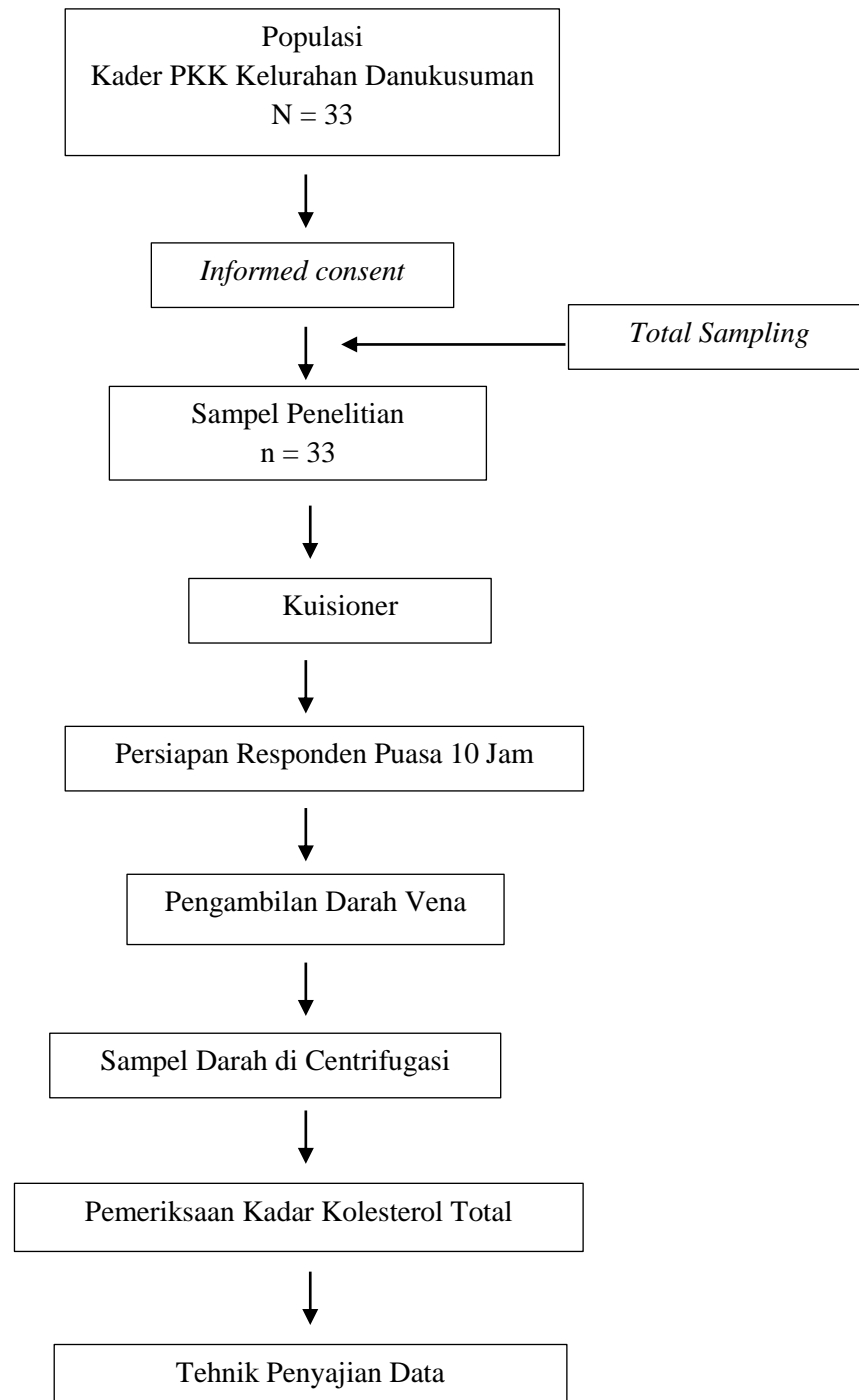 Populasi
Kader PKK Kelurahan Danukusuman
N = 33
Informed consent
Total Sampling
Sampel Penelitian
n = 33
Kuisioner
Persiapan Responden Puasa 10 Jam
Pengambilan Darah Vena
Sampel Darah di Centrifugasi
Pemeriksaan Kadar Kolesterol Total
Tehnik Penyajian Data